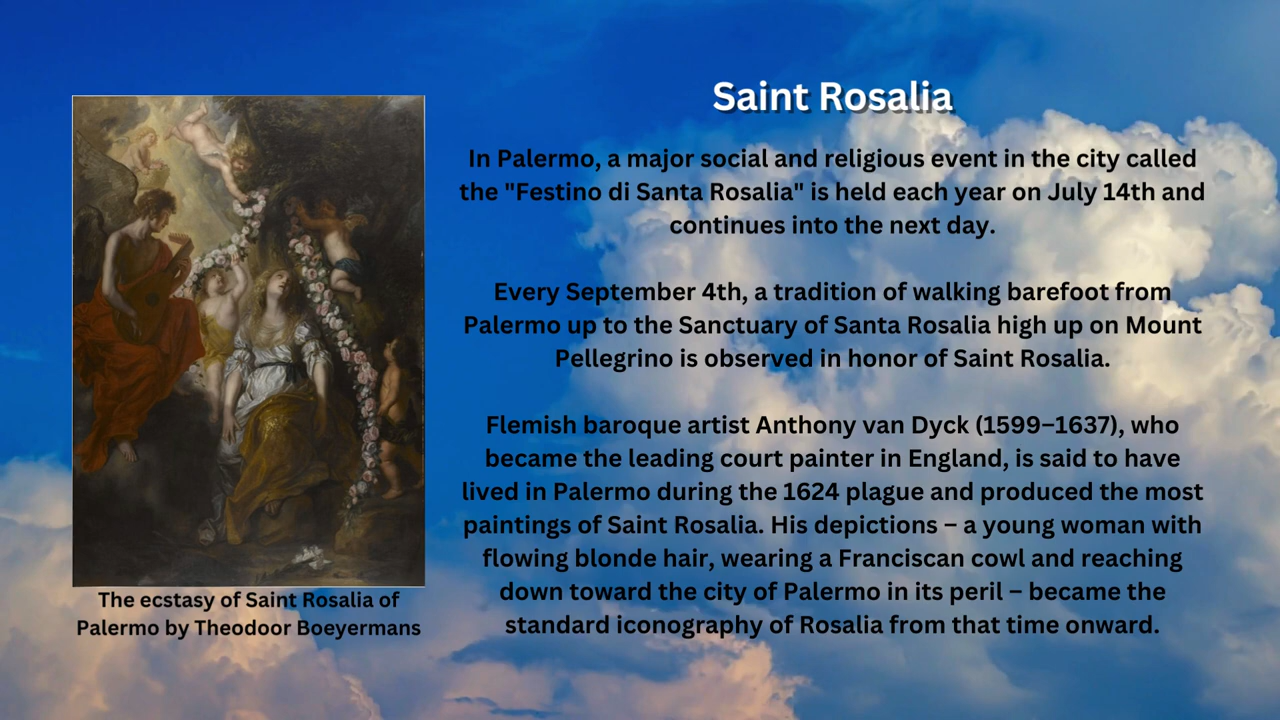 Saint Rosalia
In Palermo, a major social and religious event in the city called
the "Festino di Santa Rosalia" is held each year on July 14th and
continues into the next day.
Every September 4th, a tradition of walking barefoot from
Palermo up to the Sanctuary of Santa Rosalia high up on Mount
Pellegrino is observed in honor of Saint Rosalia.
Flemish baroque artist Anthony van Dyck (1599–1637), who
became the leading court painter in England, is said to have
lived in Palermo during the 1624 plague and produced the most
paintings of Saint Rosalia. His depictions – a young woman with
flowing blonde hair, wearing a Franciscan cowl and reaching
down toward the city of Palermo in its peril – became the
standard iconography of Rosalia from that time onward.
The ecstasy of Saint Rosalia of
Palermo by Theodoor Boeyermans